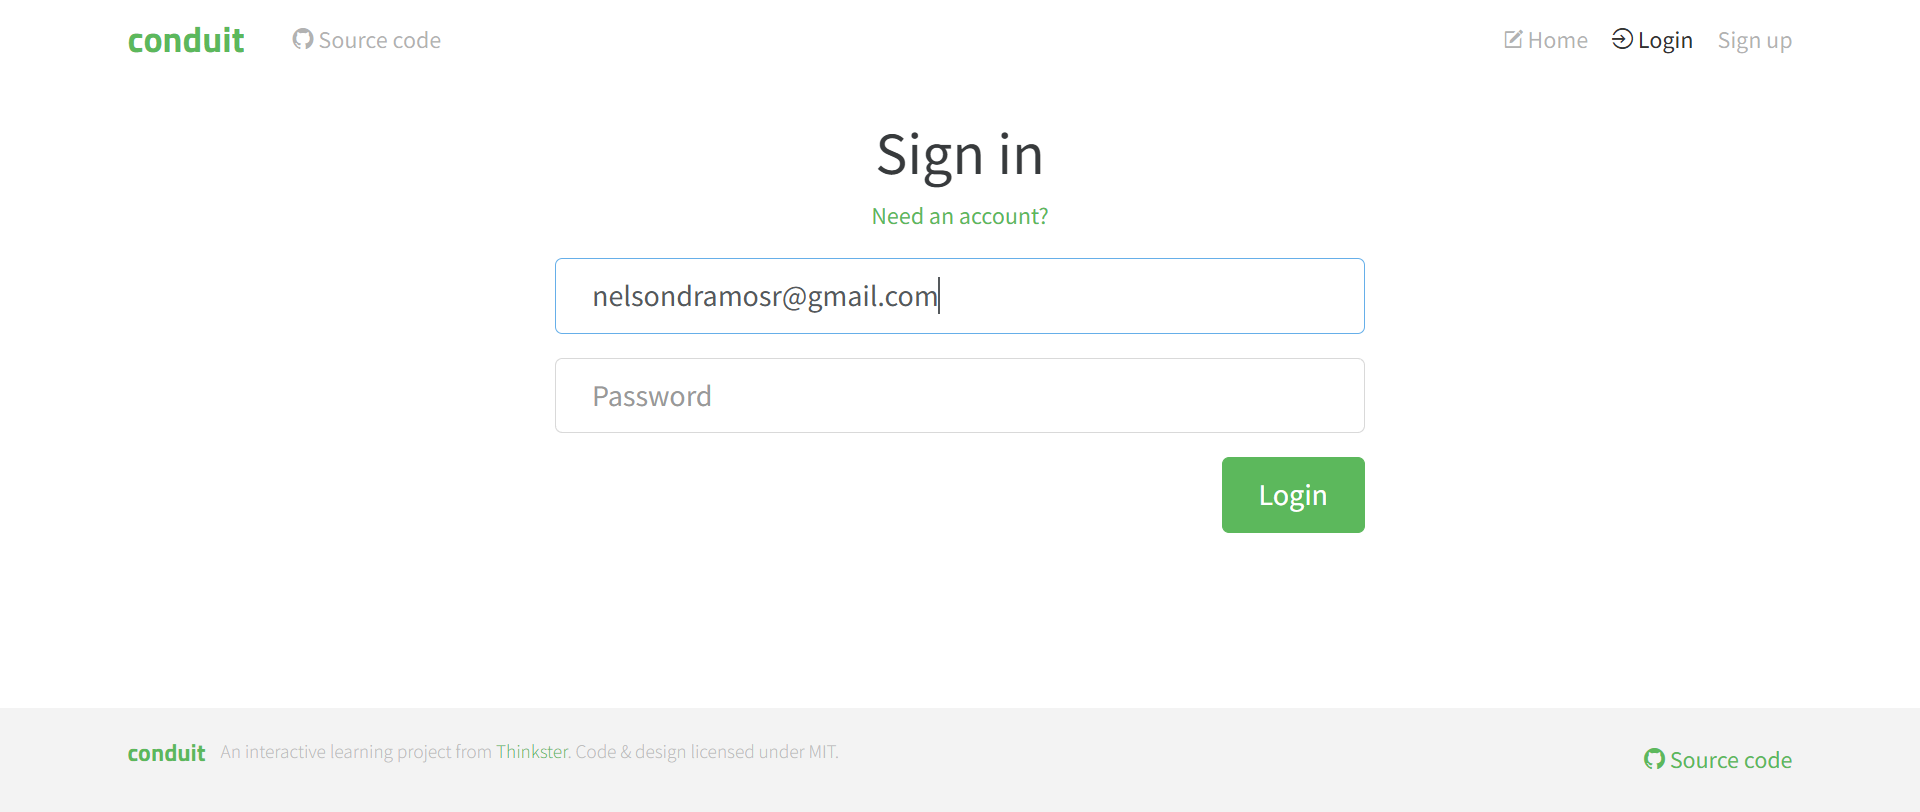 conduit Source code Home Login Sign up
Sign in
Need an account?
nelsondramosr@gmail.com
Password
Login
conduit An interactive learning project from Thinkster. Code & design licensed under MIT.
Source code